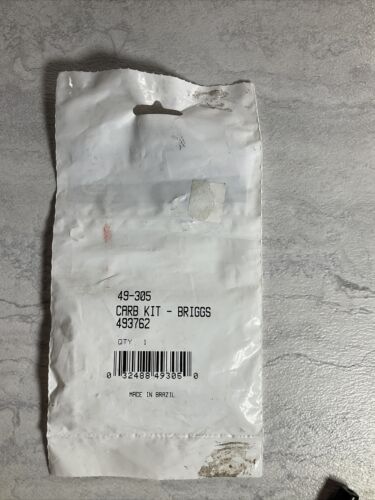 49-305
CARB KIT - BRIGGS
493762
QTY 1
0 32488 49305 0
MADE IN BRAZIL